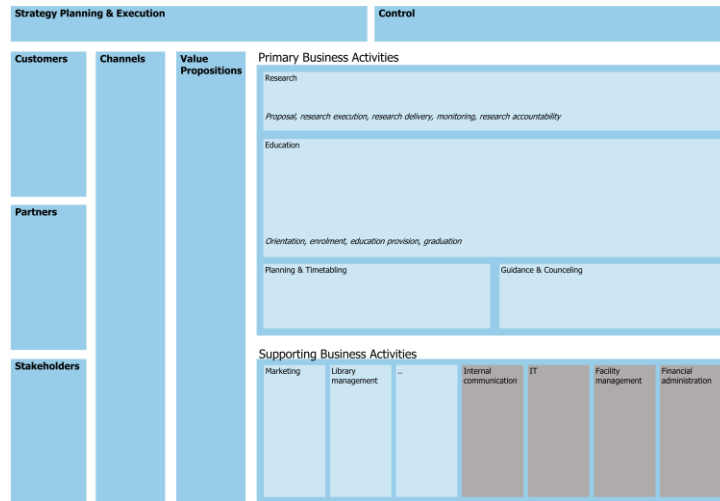 Strategy Planning & Execution
Control
Customers
Channels
Value
Propositions
Partners
Stakeholders
Primary Business Activities
Research
Proposal, research execution, research delivery, monitoring, research accountability
Education
Orientation, enrolment, education provision, graduation
Planning & Timetabling
Guidance & Counceling
Supporting Business Activities
Marketing
Library
management
..
Internal
communication
IT
Facility
management
Financial
administration